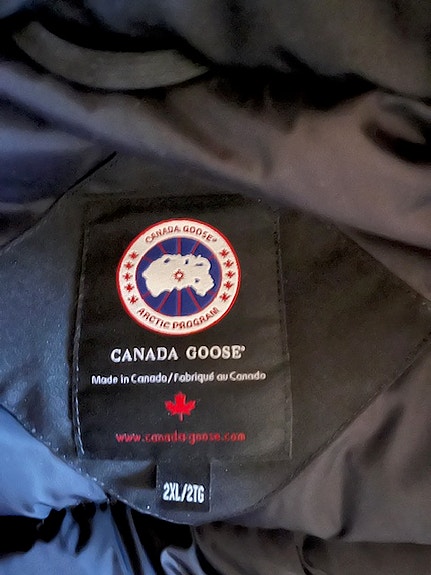 CANADA GOOSE®
ARCTIC PROGRAM
CANADA GOOSE®
Made in Canada/Fabriqué au Canada
www.canada-goose.com
2XL/2TG